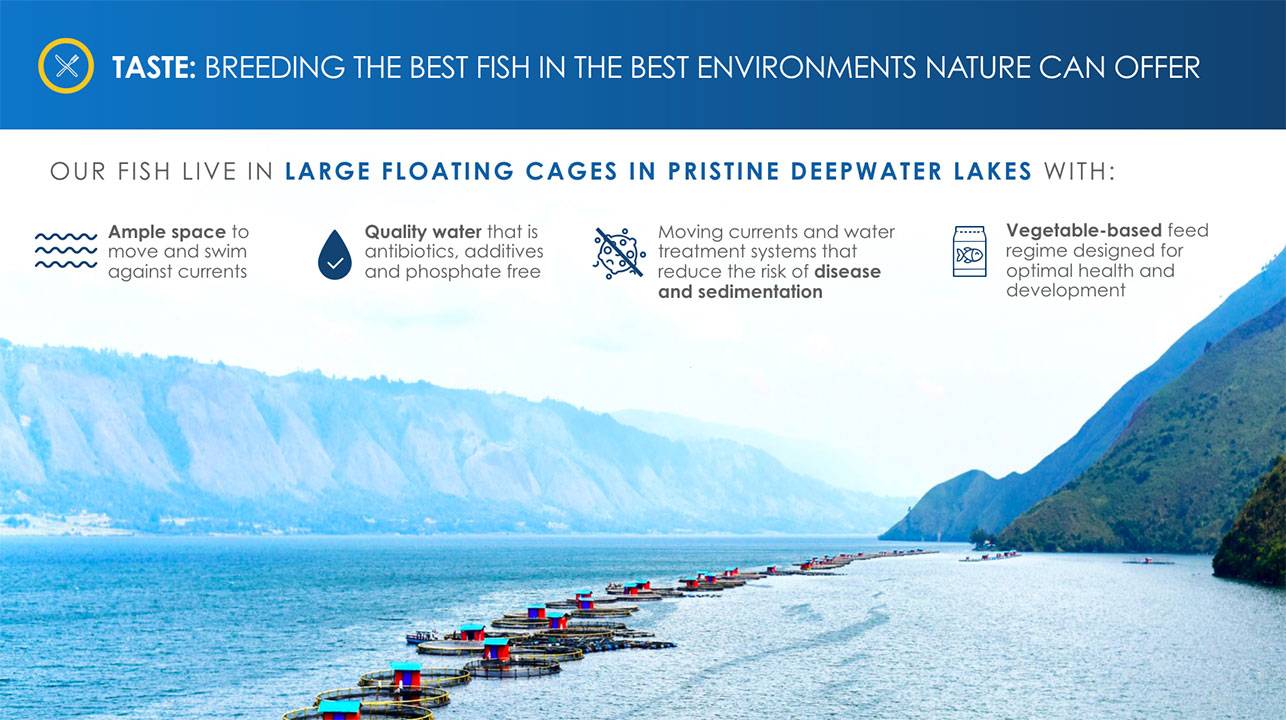 TASTE: BREEDING THE BEST FISH IN THE BEST ENVIRONMENTS NATURE CAN OFFER
OUR FISH LIVE IN LARGE FLOATING CAGES IN PRISTINE DEEPWATER LAKES WITH:
Ample space to
move and swim
against currents
Quality water that is
antibiotics, additives
and phosphate free
Moving currents and water
treatment systems that
reduce the risk of disease
and sedimentation
Vegetable-based feed
regime designed for
optimal health and
development